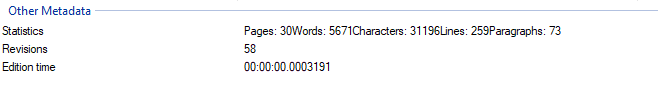 Other Metadata
Statistics Pages: 30Words: 5671Characters: 31196Lines: 259Paragraphs: 73
Revisions 58
Edition time 00:00:00.0003191